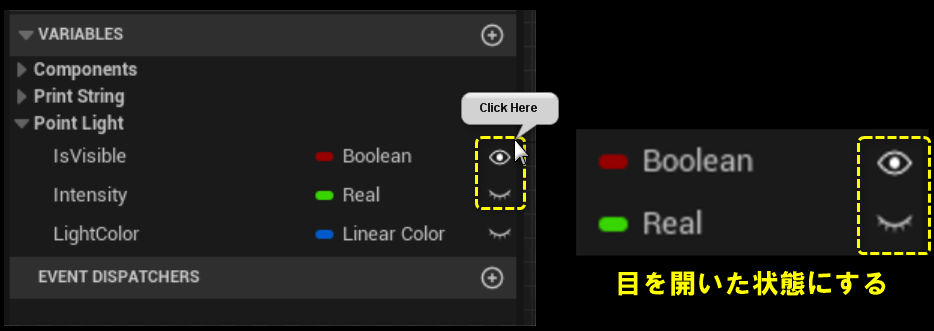 VARIABLES
Components
Print String
Point Light
Click Here
IsVisible Boolean
Intensity Real
LightColor Linear Color
EVENT DISPATCHERS
Boolean
Real
目を開いた状態にする